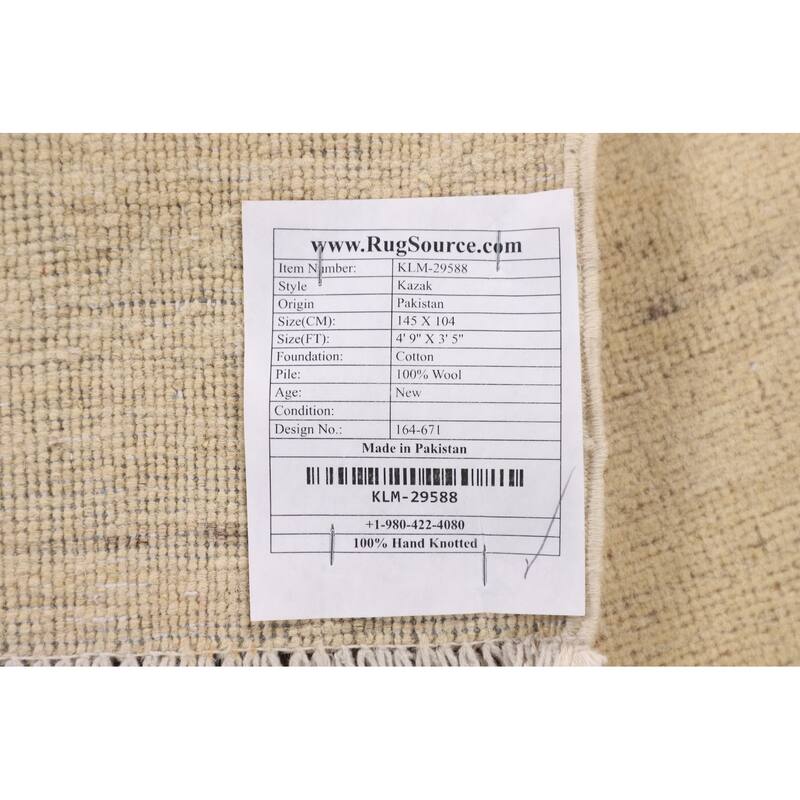 www.RugSource.com
Item Number: KLM-29588
Style Kazak
Origin Pakistan
Size(CM): 145 X 104
Size(FT): 4' 9" X 3' 5"
Foundation: Cotton
Pile: 100% Wool
Age: New
Condition:
Design No.: 164-671
Made in Pakistan
KLM-29588
+1-980-422-4080
100% Hand Knotted